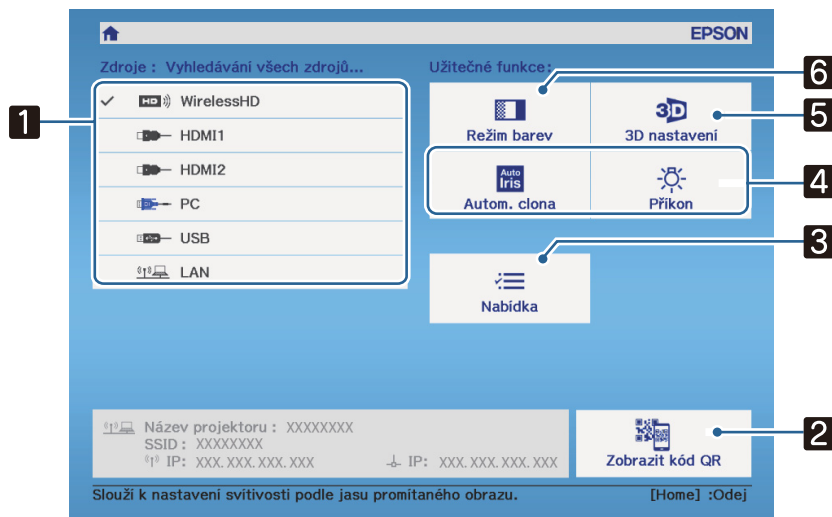 EPSON
Zdroje : Vyhledávání všech zdrojů...
Užitečné funkce:
1
WirelessHD
HDMI1
HDMI2
PC
USB
LAN
6
Režim barev
5
3D
3D nastavení
4
Auto Iris
Autom. clona
Příkon
3
Nabídka
Název projektoru : XXXXXXXX
SSID : XXXXXXXX
IP: XXX. XXX. XXX. XXX
IP: XXX. XXX. XXX. XXX
2
Zobrazit kód QR
Slouží k nastavení svítivosti podle jasu promítaného obrazu.
[Home] :Odej